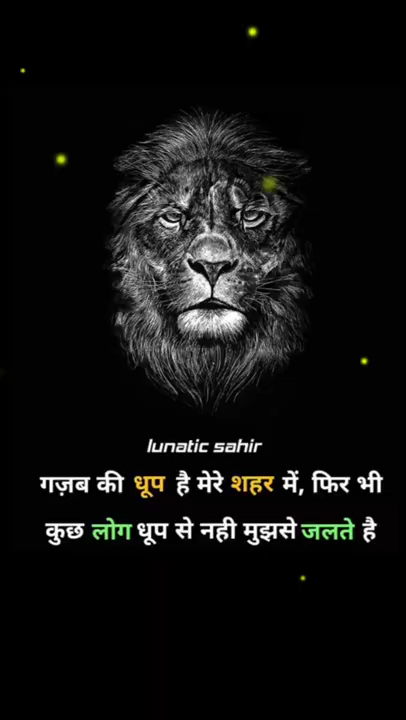 lunatic sahir
गज़ब की धूप है मेरे शहर में, फिर भी
कुछ लोग धूप से नही मुझसे जलते है